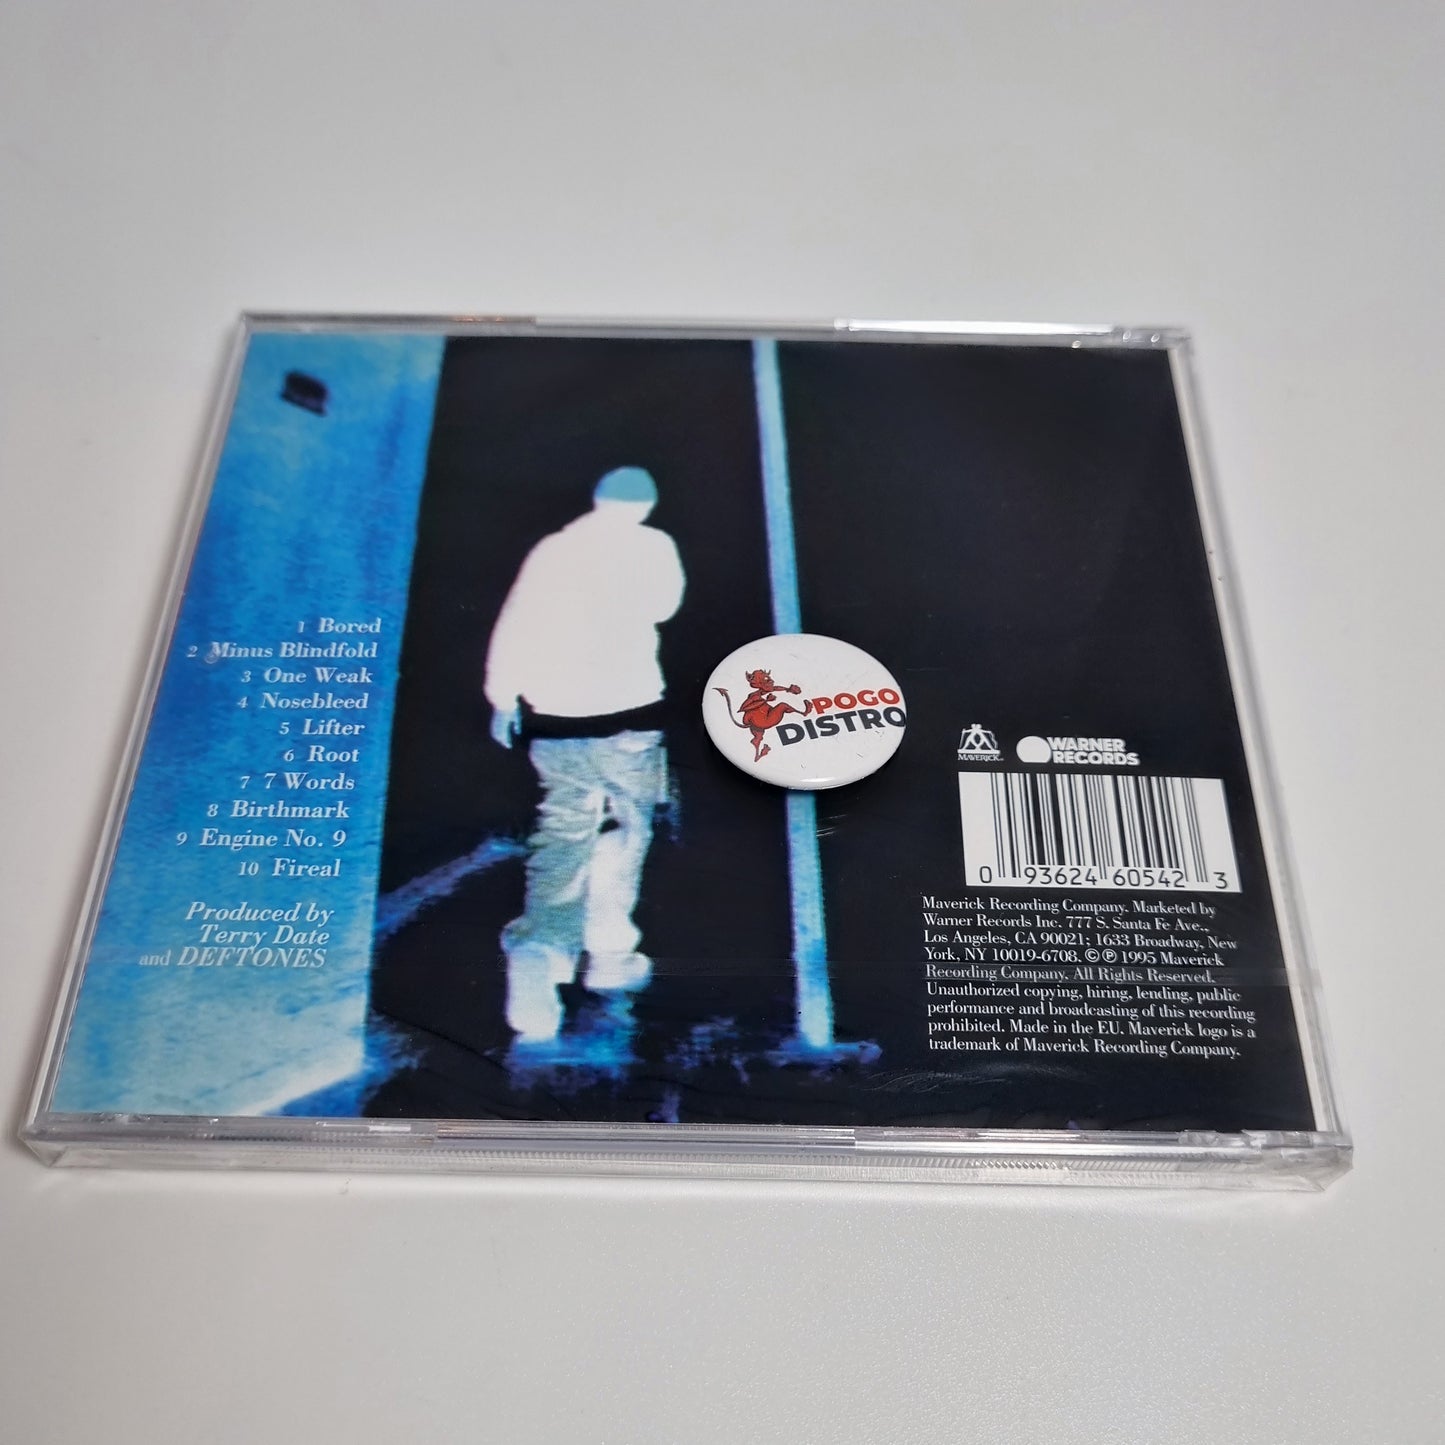 1 Bored
2 Minus Blindfold
3 One Weak
4 Nosebleed
5 Lifter
6 Root
7 7 Words
8 Birthmark
9 Engine No. 9
10 Fireal
Produced by
Terry Date
and DEFTONES
POGO
DISTRO
MAVERICK
WARNER
RECORDS
0 93624 60542 3
Maverick Recording Company. Marketed by
Warner Records Inc. 777 S. Santa Fe Ave.,
Los Angeles, CA 90021; 1633 Broadway, New
York, NY 10019-6708. ©℗ 1995 Maverick
Recording Company. All Rights Reserved.
Unauthorized copying, hiring, lending, public
performance and broadcasting of this recording
prohibited. Made in the EU. Maverick logo is a
trademark of Maverick Recording Company.